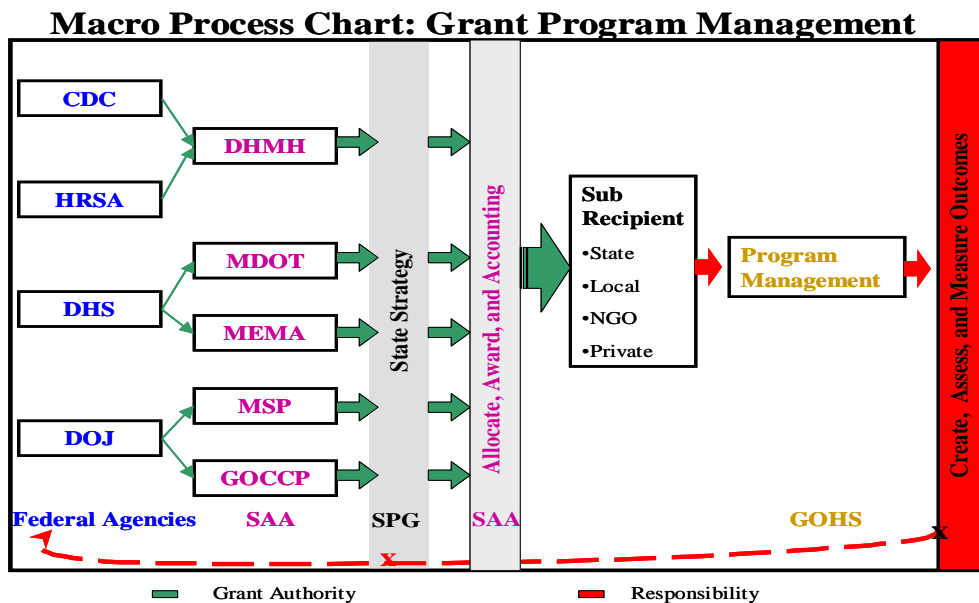 Macro Process Chart: Grant Program Management
CDC
HRSA
DHS
DOJ
DHMH
MDOT
MEMA
MSP
GOCCP
State Strategy
Allocate, Award, and Accounting
Sub
Recipient
•State
•Local
•NGO
•Private
Program
Management
Create, Assess, and Measure Outcomes
Federal Agencies
SAA
SPG
SAA
GOHS
x
x
Grant Authority
Responsibility